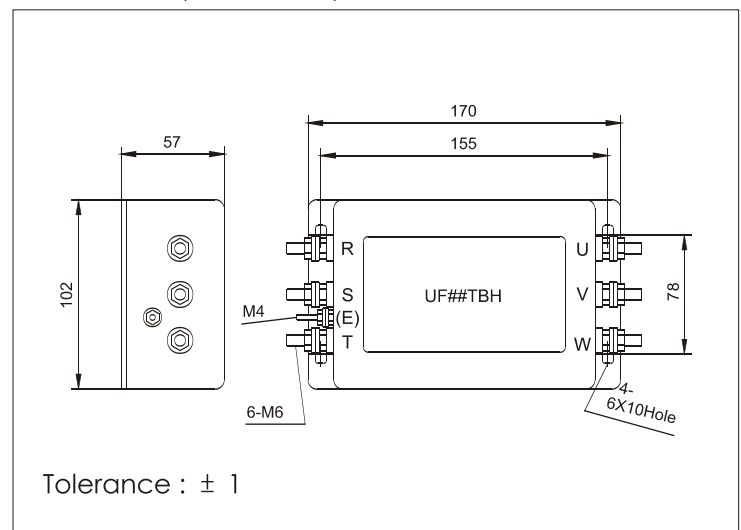 170
57
155
R
U
102
S
UF##TBH
V
78
M4
(E)
T
W
6-M6
4-
6X10Hole
Tolerance : ± 1